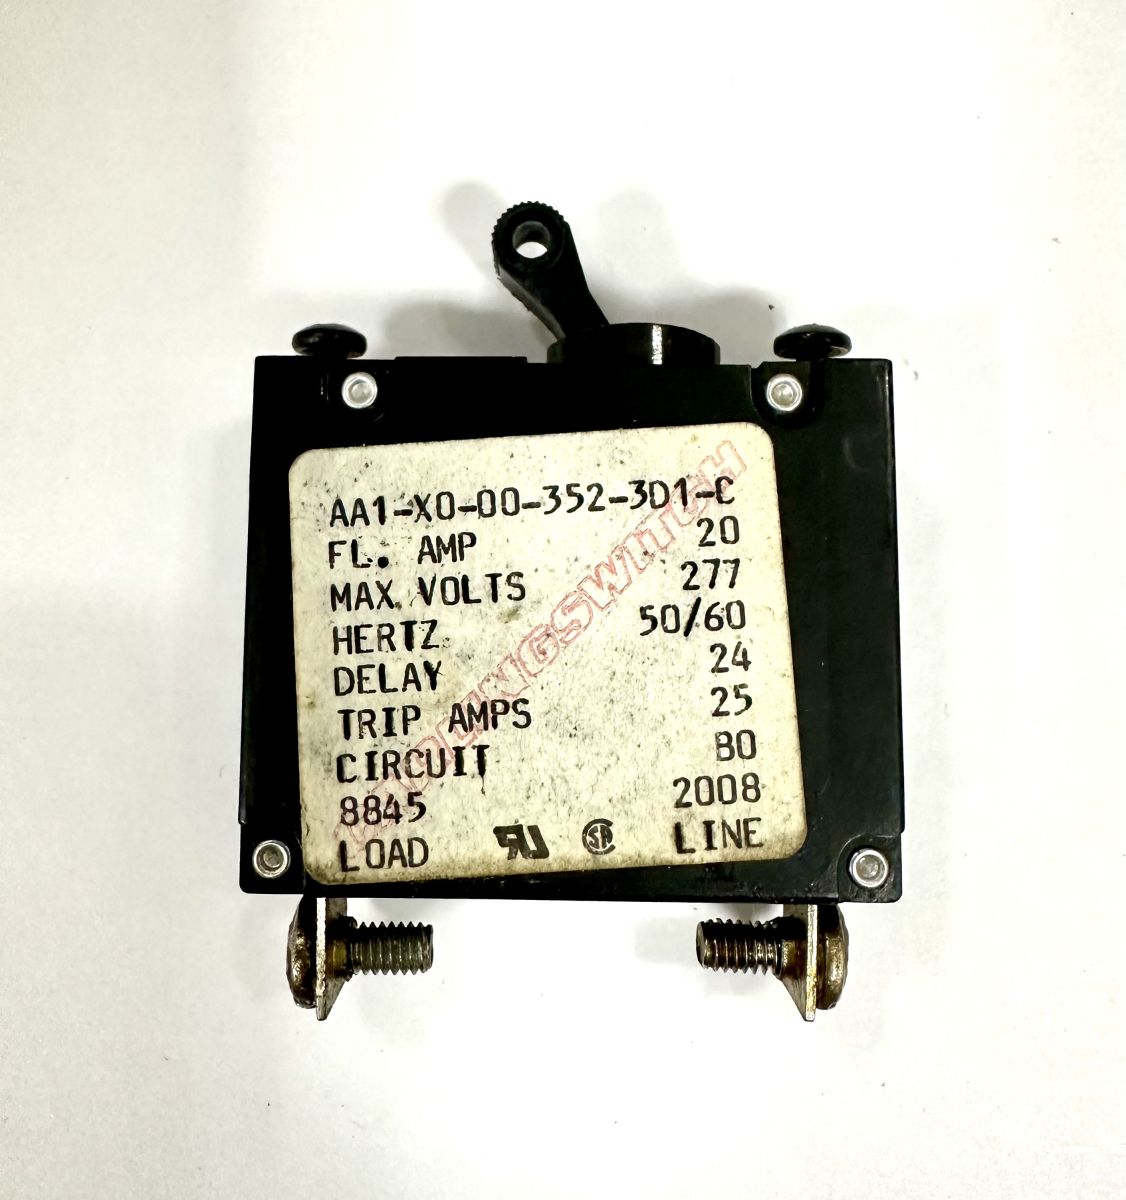 AA1-X0-00-352-3D1-C
FL. AMP 20
MAX. VOLTS 277
HERTZ 50/60
DELAY 24
TRIP AMPS 25
CIRCUIT B0
8845 2008
LOAD LINE